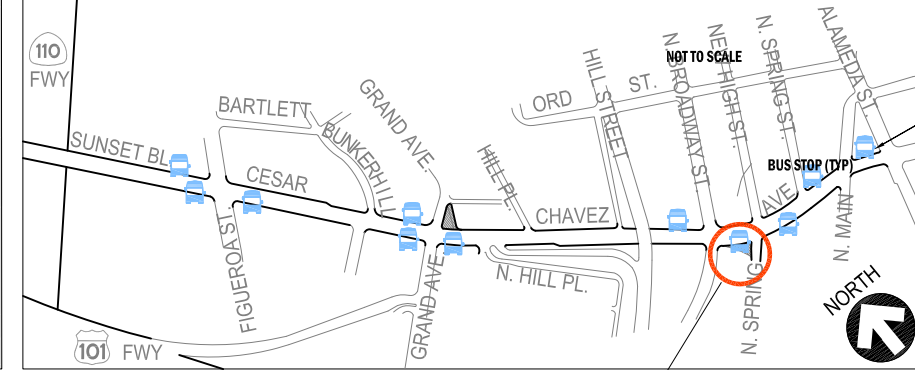 110
FWY
SUNSET BL
BARTLETT
BUNKERHILL
GRAND AVE.
CESAR
FIGUEROA ST.
HILL PL.
ORD ST.
HILL STREET
CHAVEZ
AVE
N. HILL PL.
GRAND AVE
N. BROADWAY ST.
NEW HIGH ST.
N. SPRING ST.
ALAMEDA ST.
NOT TO SCALE
BUS STOP (TYP)
N. MAIN
N. SPRING
101 FWY
NORTH